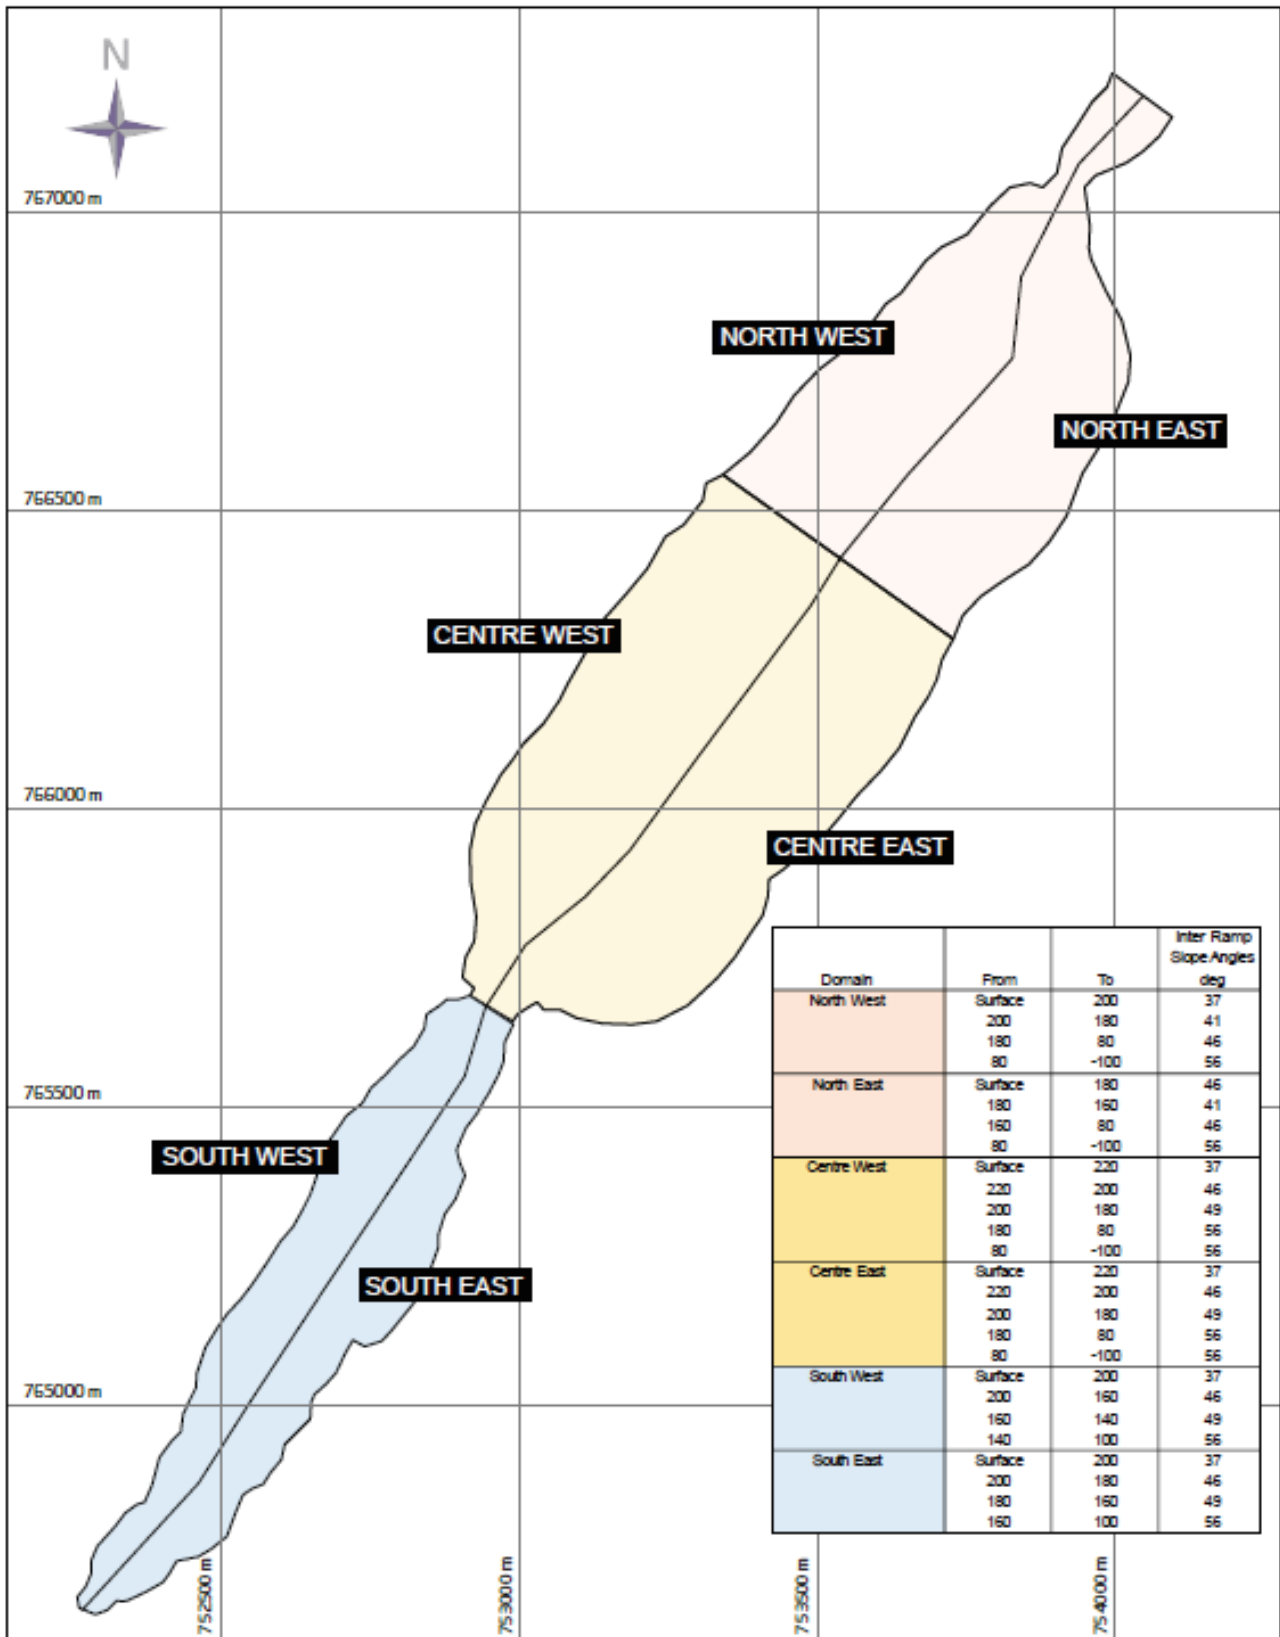 N
767000 m
NORTH WEST
NORTH EAST
766500 m
CENTRE WEST
766000 m
CENTRE EAST
765500 m
SOUTH WEST
SOUTH EAST
765000 m
752500 m
753000 m
753500 m
754000 m
Inter Ramp
Slope Angles
Domain From To deg
North West Surface 200 37
200 180 41
180 80 46
80 -100 56
North East Surface 180 46
180 160 41
160 80 46
80 -100 56
Centre West Surface 220 37
220 200 46
200 180 49
180 80 56
80 -100 56
Centre East Surface 220 37
220 200 46
200 180 49
180 80 56
80 -100 56
South West Surface 200 37
200 160 46
160 140 49
140 100 56
South East Surface 200 37
200 180 46
180 160 49
160 100 56